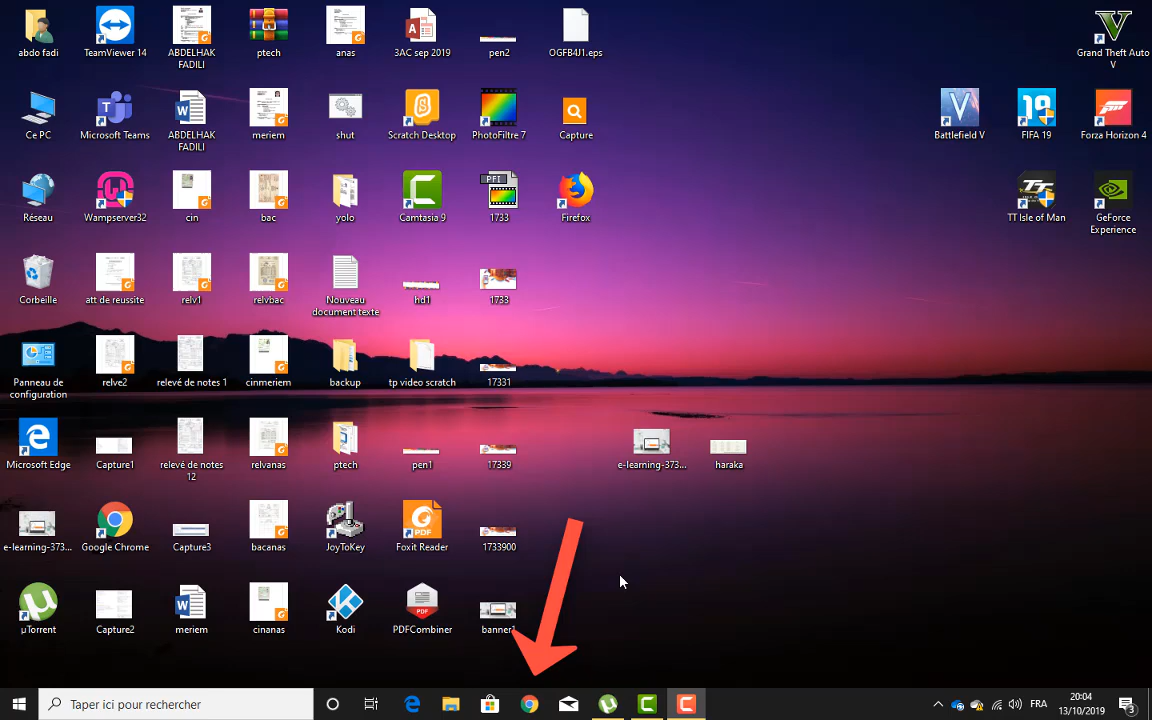 abdo fadi
TeamViewer 14
ABDELHAK
FADILI
ptech
anas
3AC sep 2019
pen2
OGFB4J1.eps
Grand Theft Auto
V
Ce PC
Microsoft Teams
ABDELHAK
FADILI
meriem
shut
Scratch Desktop
PhotoFiltre 7
Capture
Battlefield V
FIFA 19
Forza Horizon 4
Réseau
Wampserver32
cin
bac
yolo
Camtasia 9
PFI
1733
Firefox
TT Isle of Man
GeForce
Experience
Corbeille
att de reussite
relv1
relvbac
Nouveau
document texte
hd1
1733
Panneau de
configuration
relve2
relevé de notes 1
cinmeriem
backup
tp video scratch
17331
Microsoft Edge
Capture1
relevé de notes
12
relvanas
ptech
pen1
17339
e-learning-373...
haraka
e-learning-373...
Google Chrome
Capture3
bacanas
JoyToKey
PDF
Foxit Reader
1733900
µTorrent
Capture2
meriem
cinanas
Kodi
PDF
PDFCombiner
banner1
Taper ici pour rechercher
FRA
20:04
13/10/2019
3